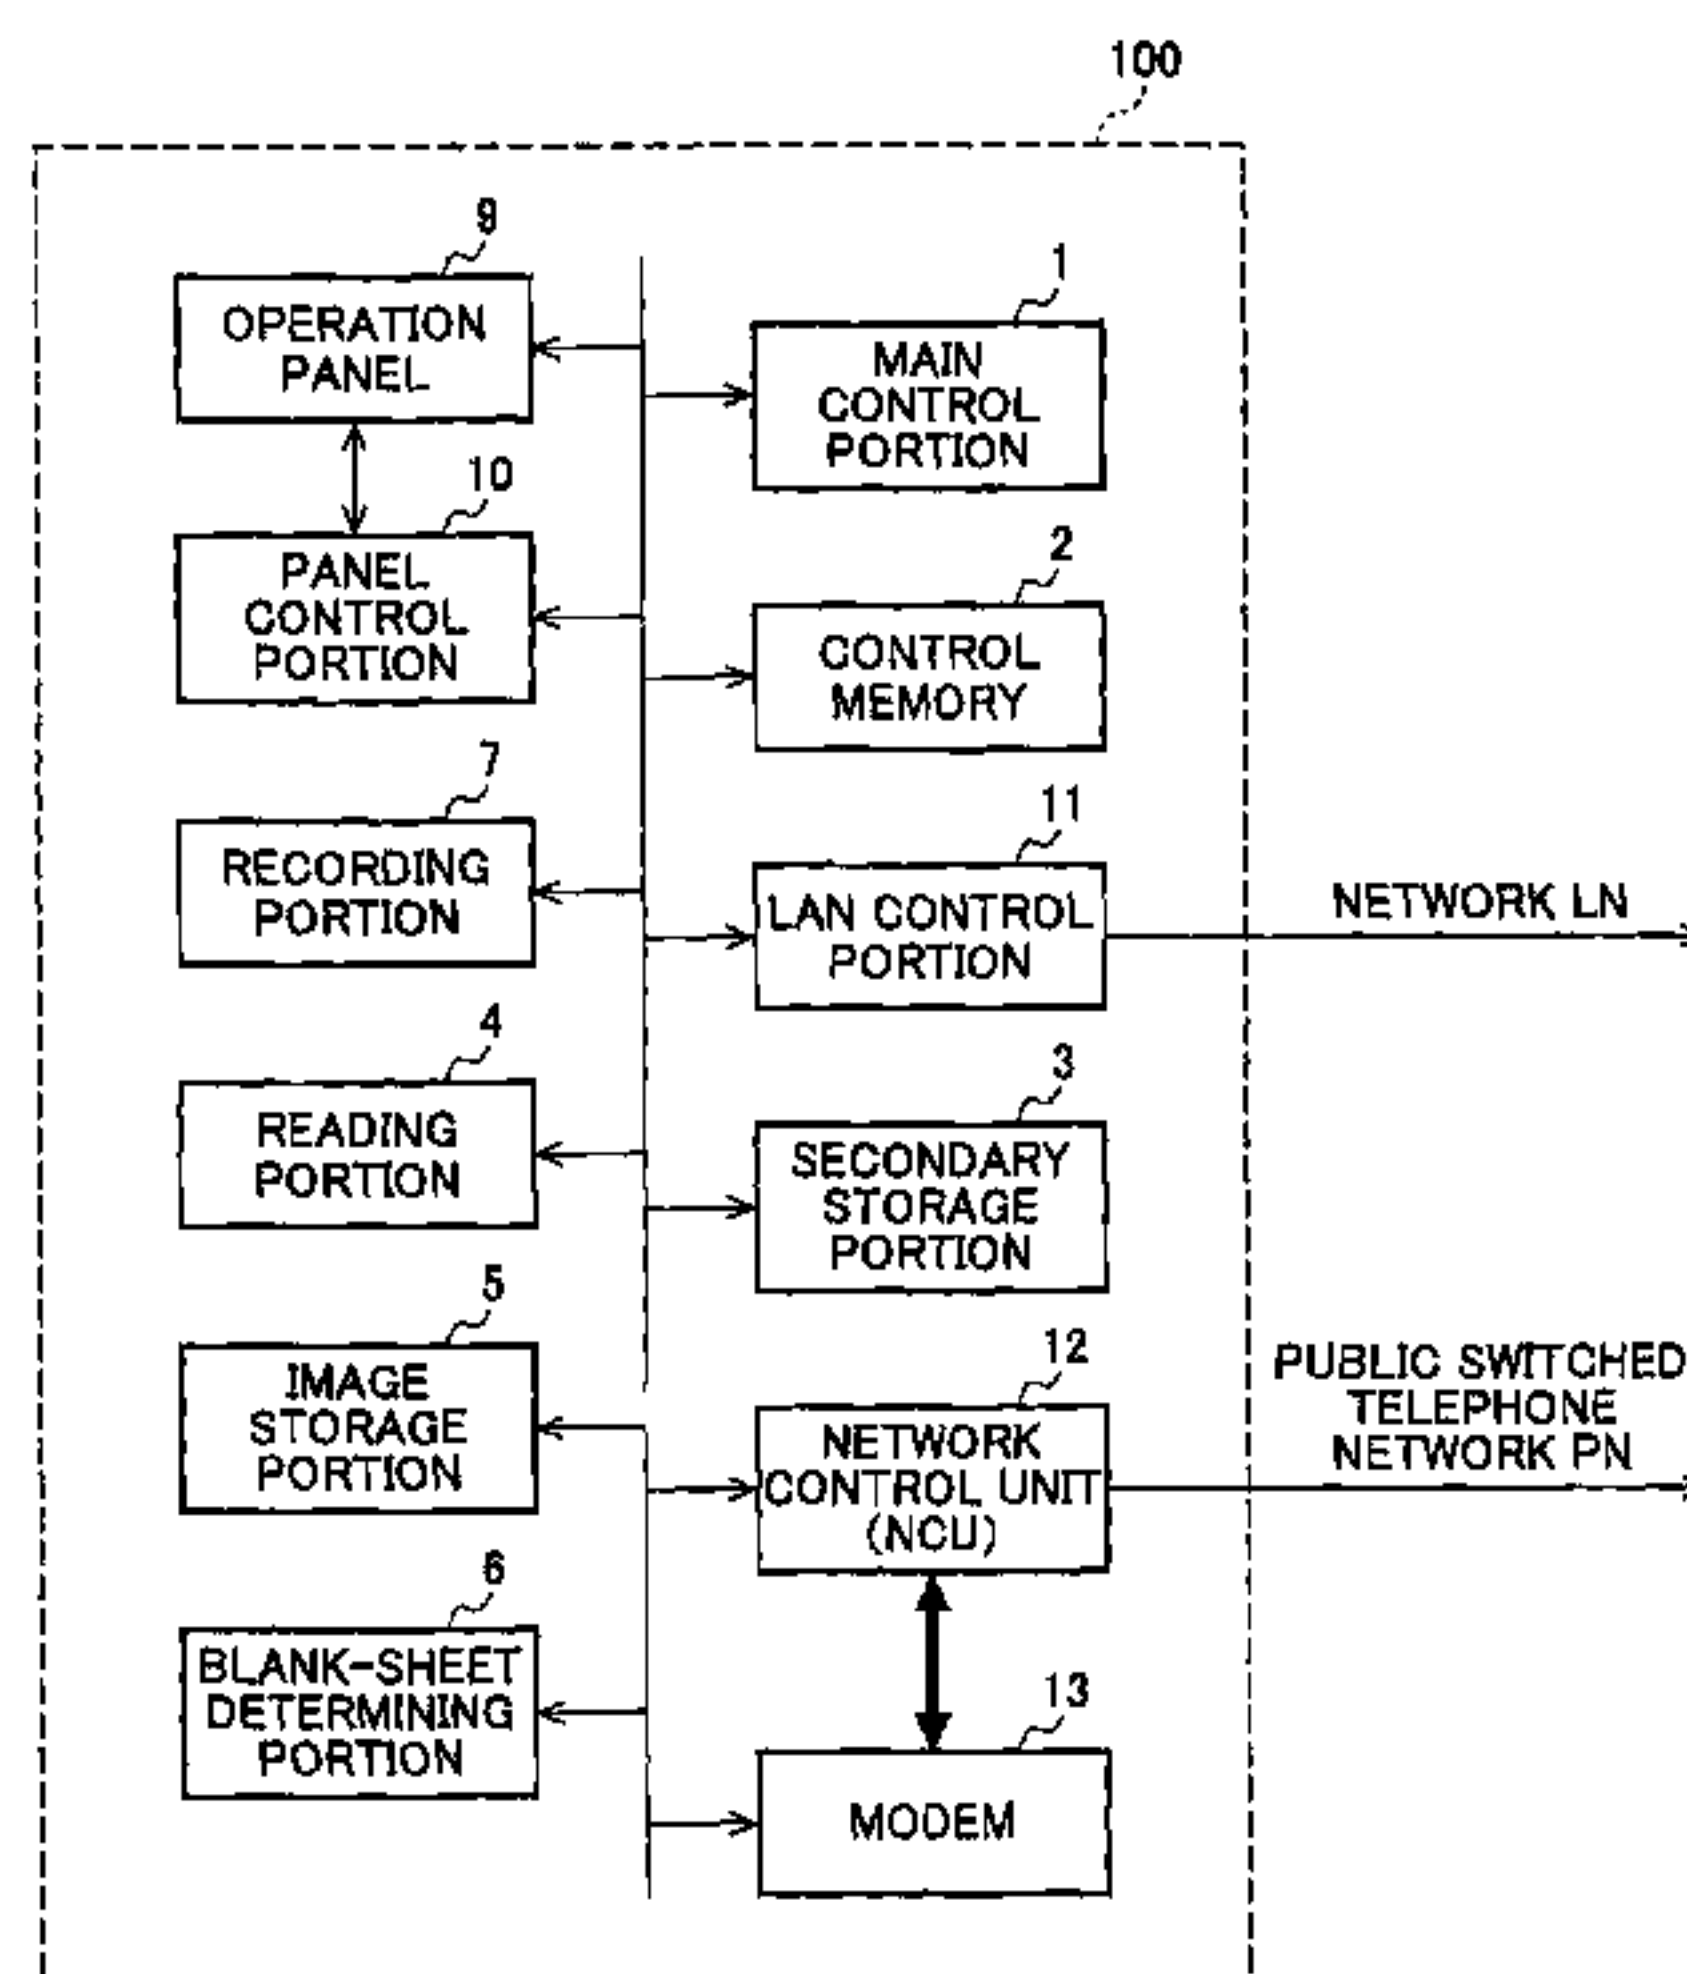 100
9
OPERATION
PANEL
1
MAIN
CONTROL
PORTION
10
PANEL
CONTROL
PORTION
2
CONTROL
MEMORY
7
RECORDING
PORTION
11
LAN CONTROL
PORTION
NETWORK LN
4
READING
PORTION
3
SECONDARY
STORAGE
PORTION
5
IMAGE
STORAGE
PORTION
12
NETWORK
CONTROL UNIT
(NCU)
PUBLIC SWITCHED
TELEPHONE
NETWORK PN
6
BLANK-SHEET
DETERMINING
PORTION
13
MODEM